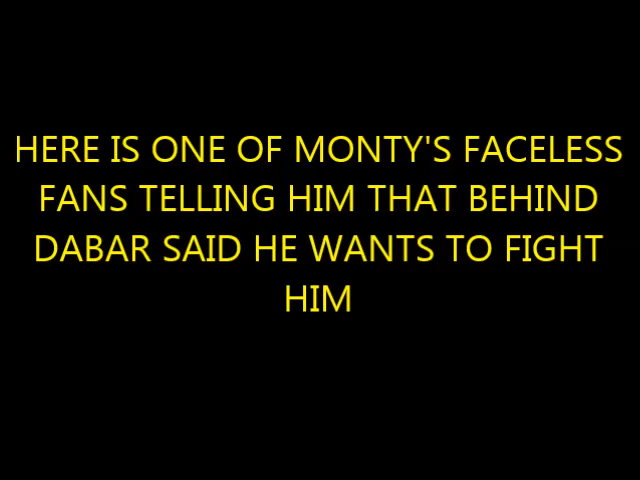 HERE IS ONE OF MONTY'S FACELESS
FANS TELLING HIM THAT BEHIND
DABAR SAID HE WANTS TO FIGHT
HIM